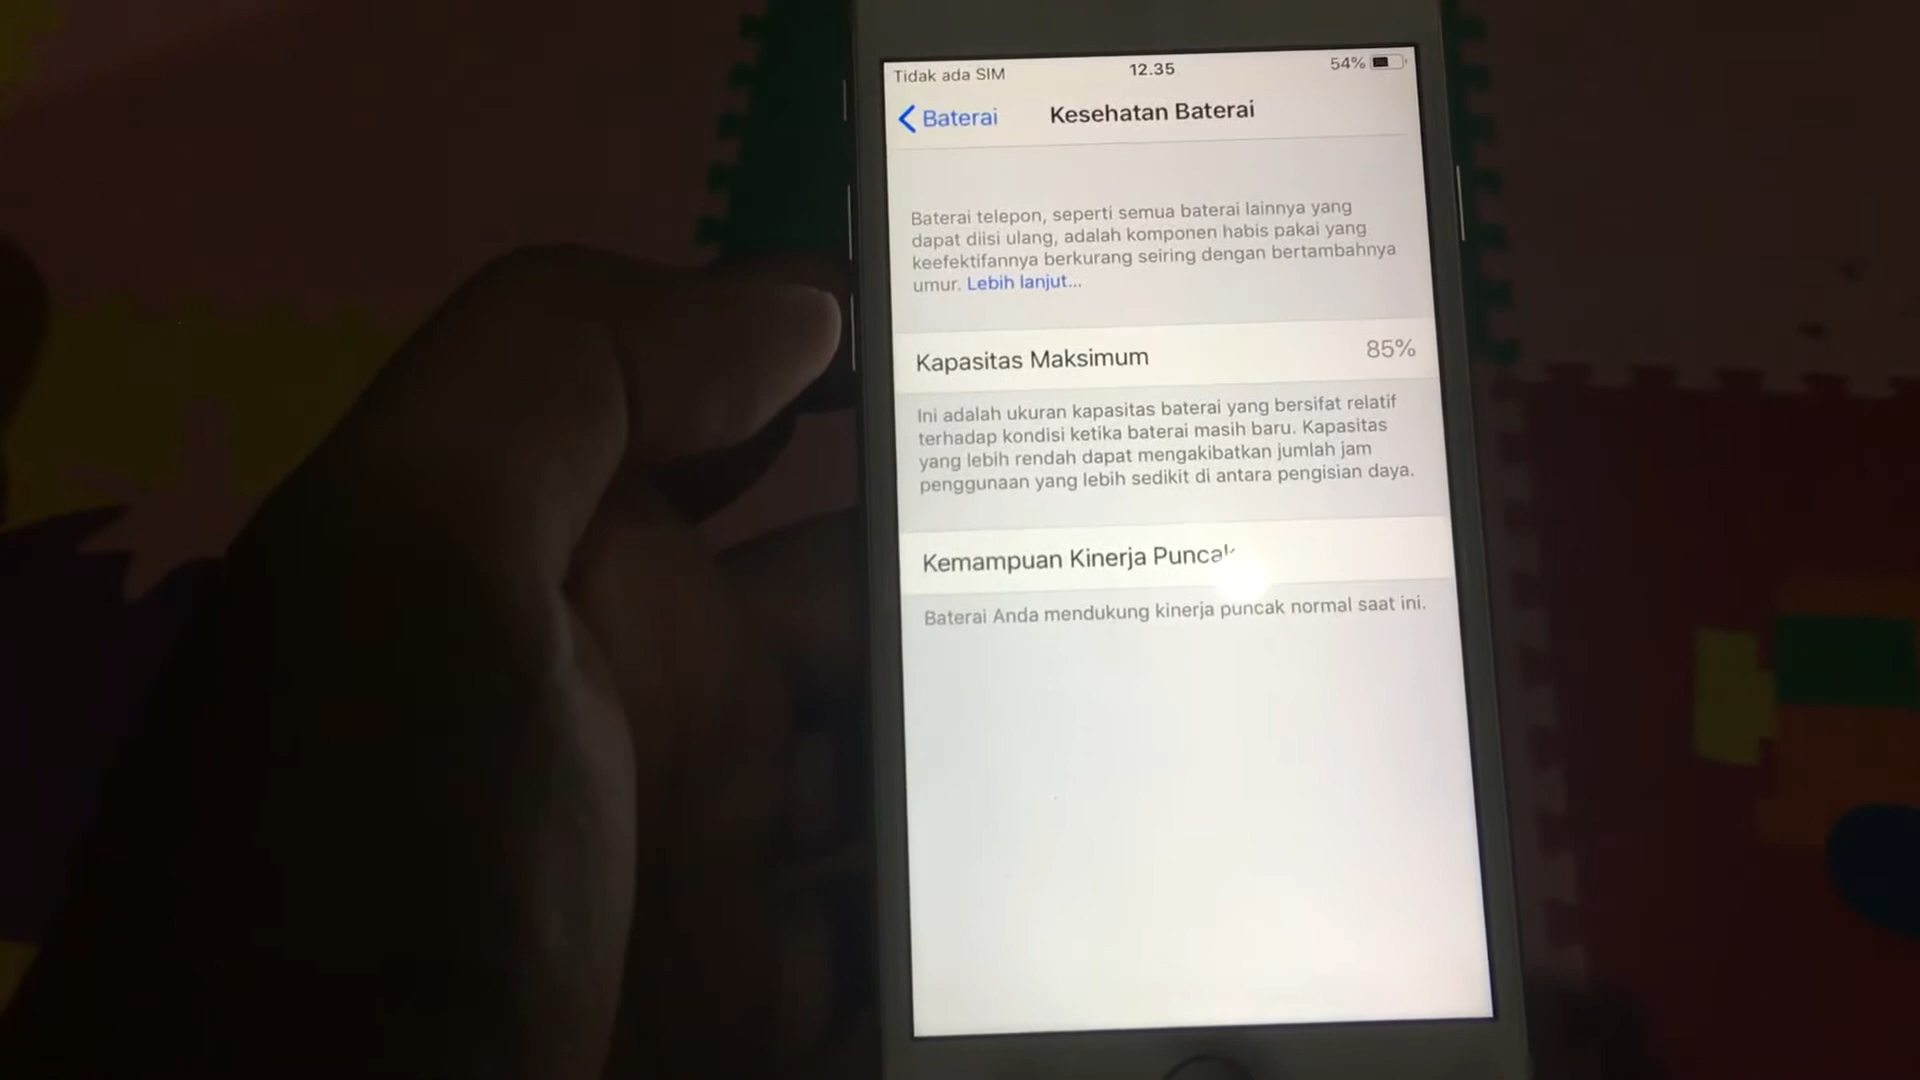 Tidak ada SIM 12.35 54%
Baterai Kesehatan Baterai
Baterai telepon, seperti semua baterai lainnya yang
dapat diisi ulang, adalah komponen habis pakai yang
keefektifannya berkurang seiring dengan bertambahnya
umur. Lebih lanjut...
Kapasitas Maksimum 85%
Ini adalah ukuran kapasitas baterai yang bersifat relatif
terhadap kondisi ketika baterai masih baru. Kapasitas
yang lebih rendah dapat mengakibatkan jumlah jam
penggunaan yang lebih sedikit di antara pengisian daya.
Kemampuan Kinerja Puncak
Baterai Anda mendukung kinerja puncak normal saat ini.